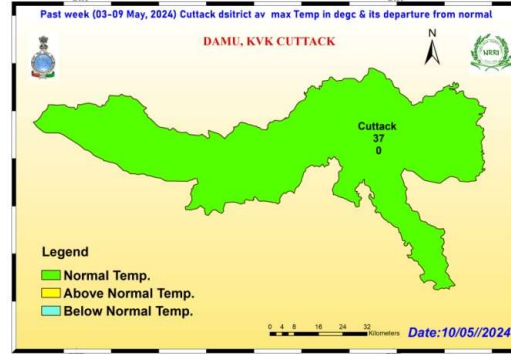 Past week (03-09 May, 2024) Cuttack dsitrict av max Temp in degc & its departure from normal
DAMU, KVK CUTTACK
N
NRRI
Cuttack
37
0
Legend
Normal Temp.
Above Normal Temp.
Below Normal Temp.
0 4 8 16 24 32
Kilometers
Date:10/05//2024